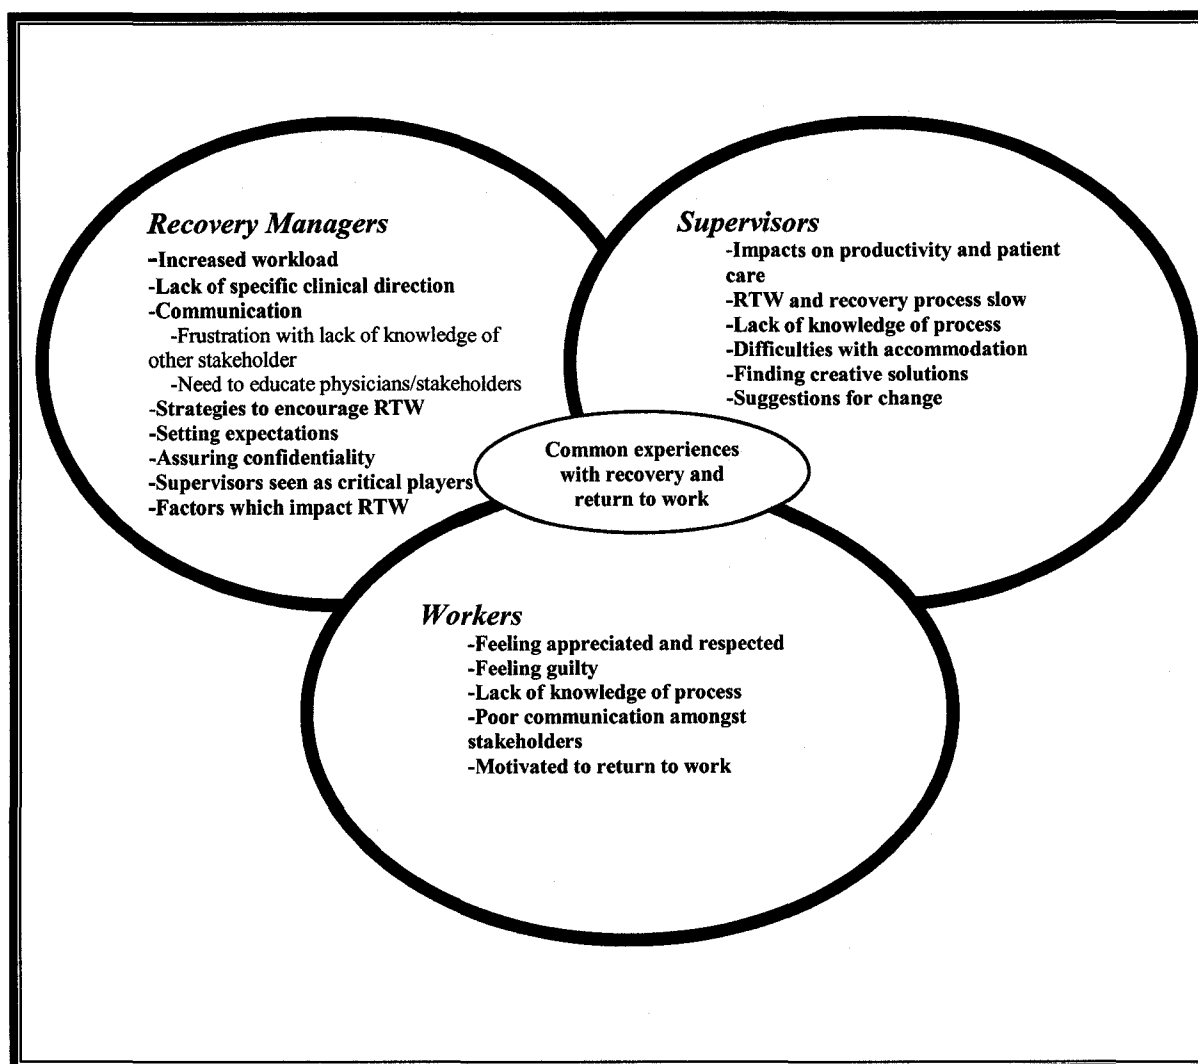 Recovery Managers
-Increased workload
-Lack of specific clinical direction
-Communication
-Frustration with lack of knowledge of
other stakeholder
-Need to educate physicians/stakeholders
-Strategies to encourage RTW
-Setting expectations
-Assuring confidentiality
-Supervisors seen as critical players
-Factors which impact RTW
Supervisors
-Impacts on productivity and patient
care
-RTW and recovery process slow
-Lack of knowledge of process
-Difficulties with accommodation
-Finding creative solutions
-Suggestions for change
Common experiences
with recovery and
return to work
Workers
-Feeling appreciated and respected
-Feeling guilty
-Lack of knowledge of process
-Poor communication amongst
stakeholders
-Motivated to return to work